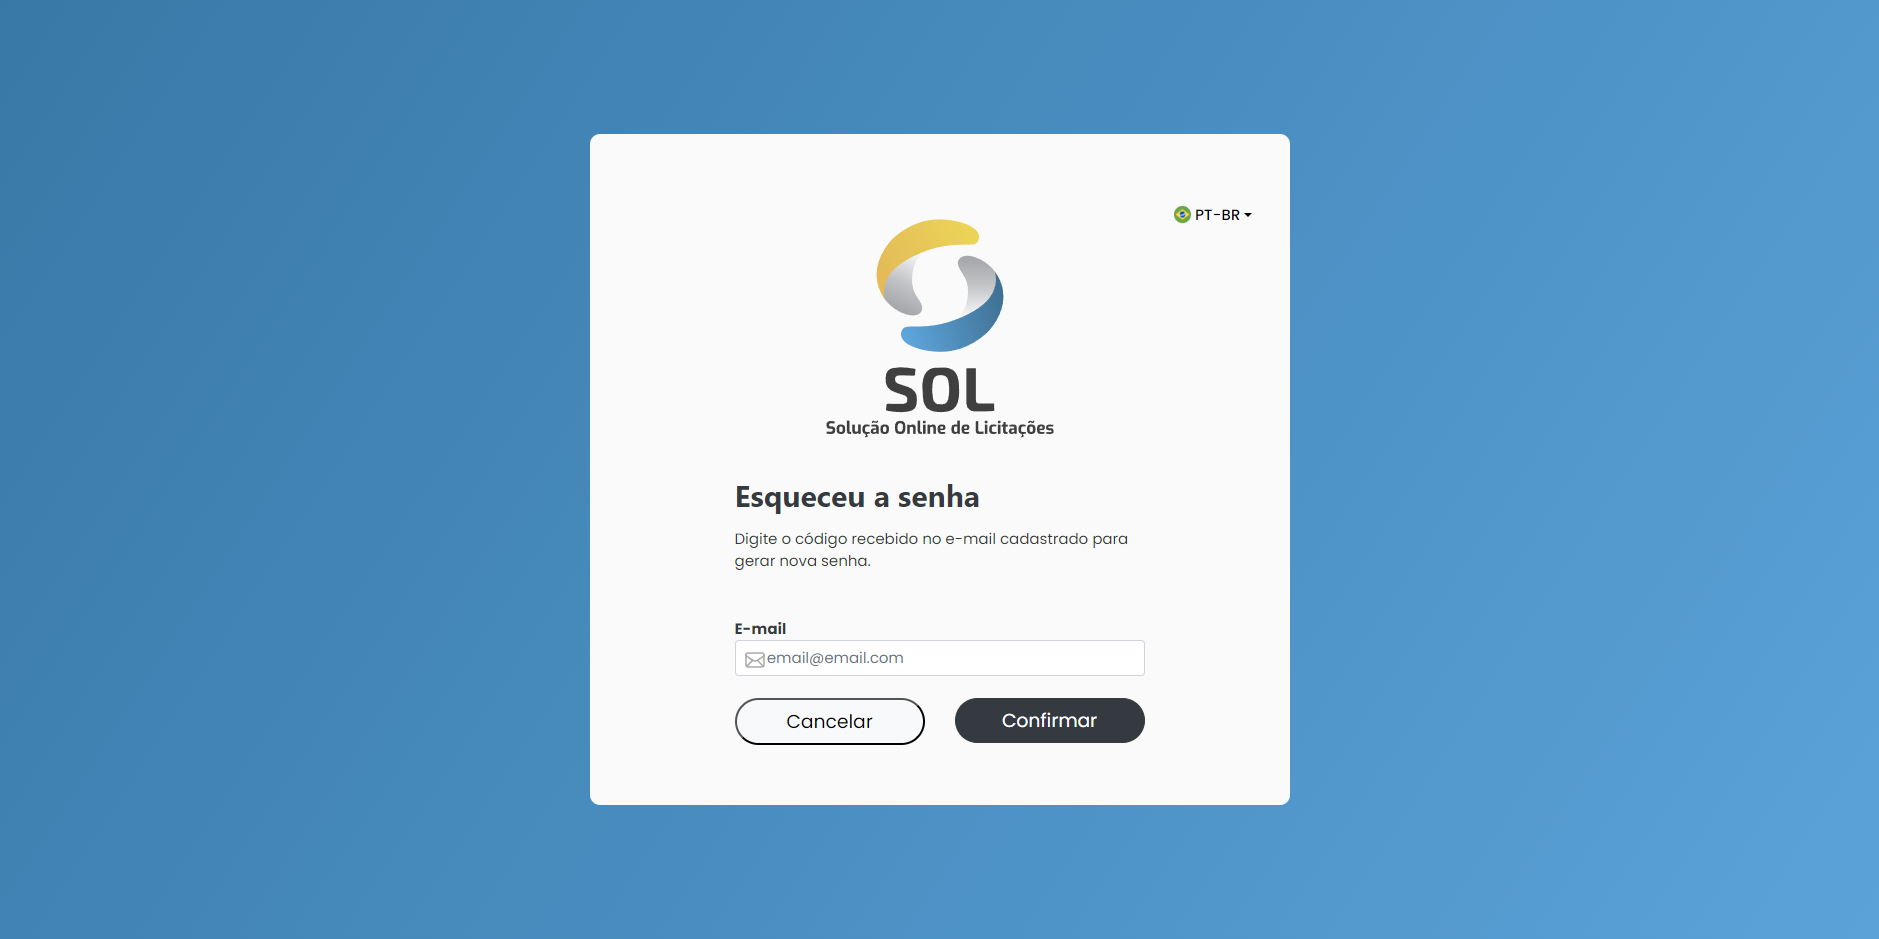 PT-BR
SOL
Solução Online de Licitações
Esqueceu a senha
Digite o código recebido no e-mail cadastrado para
gerar nova senha.
E-mail
email@email.com
Cancelar
Confirmar